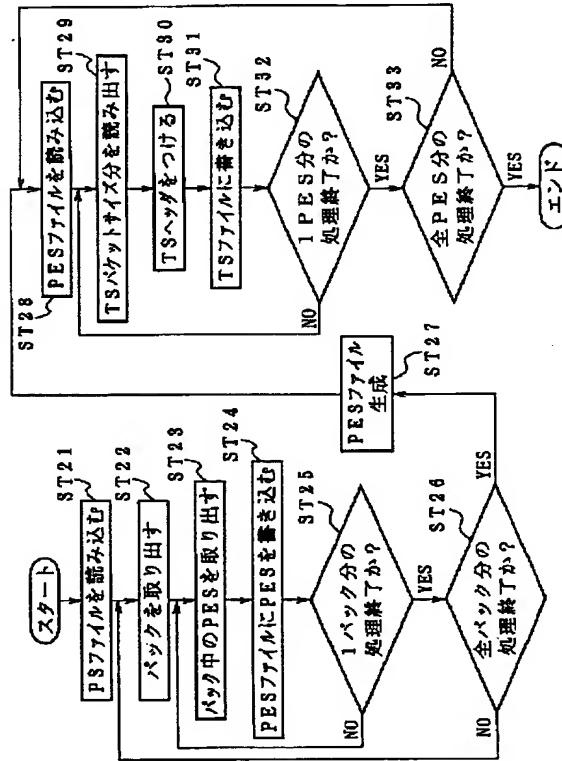 スタート
PSファイルを読み込む
ST21
パックを取り出す
ST22
パック中のPESを取り出す
ST23
PESファイルにPESを書き込む
ST24
1パック分の
処理終了か?
ST25
NO
YES
全パック分の
処理終了か?
ST26
NO
YES
PESファイル
生成
ST27
PESファイルを読み込む
ST28
TSパケットサイズ分を読み出す
ST29
TSヘッダをつける
ST30
TSファイルに書き込む
ST31
1PES分の
処理終了か?
ST32
NO
YES
全PES分の
処理終了か?
ST33
NO
YES
エンド